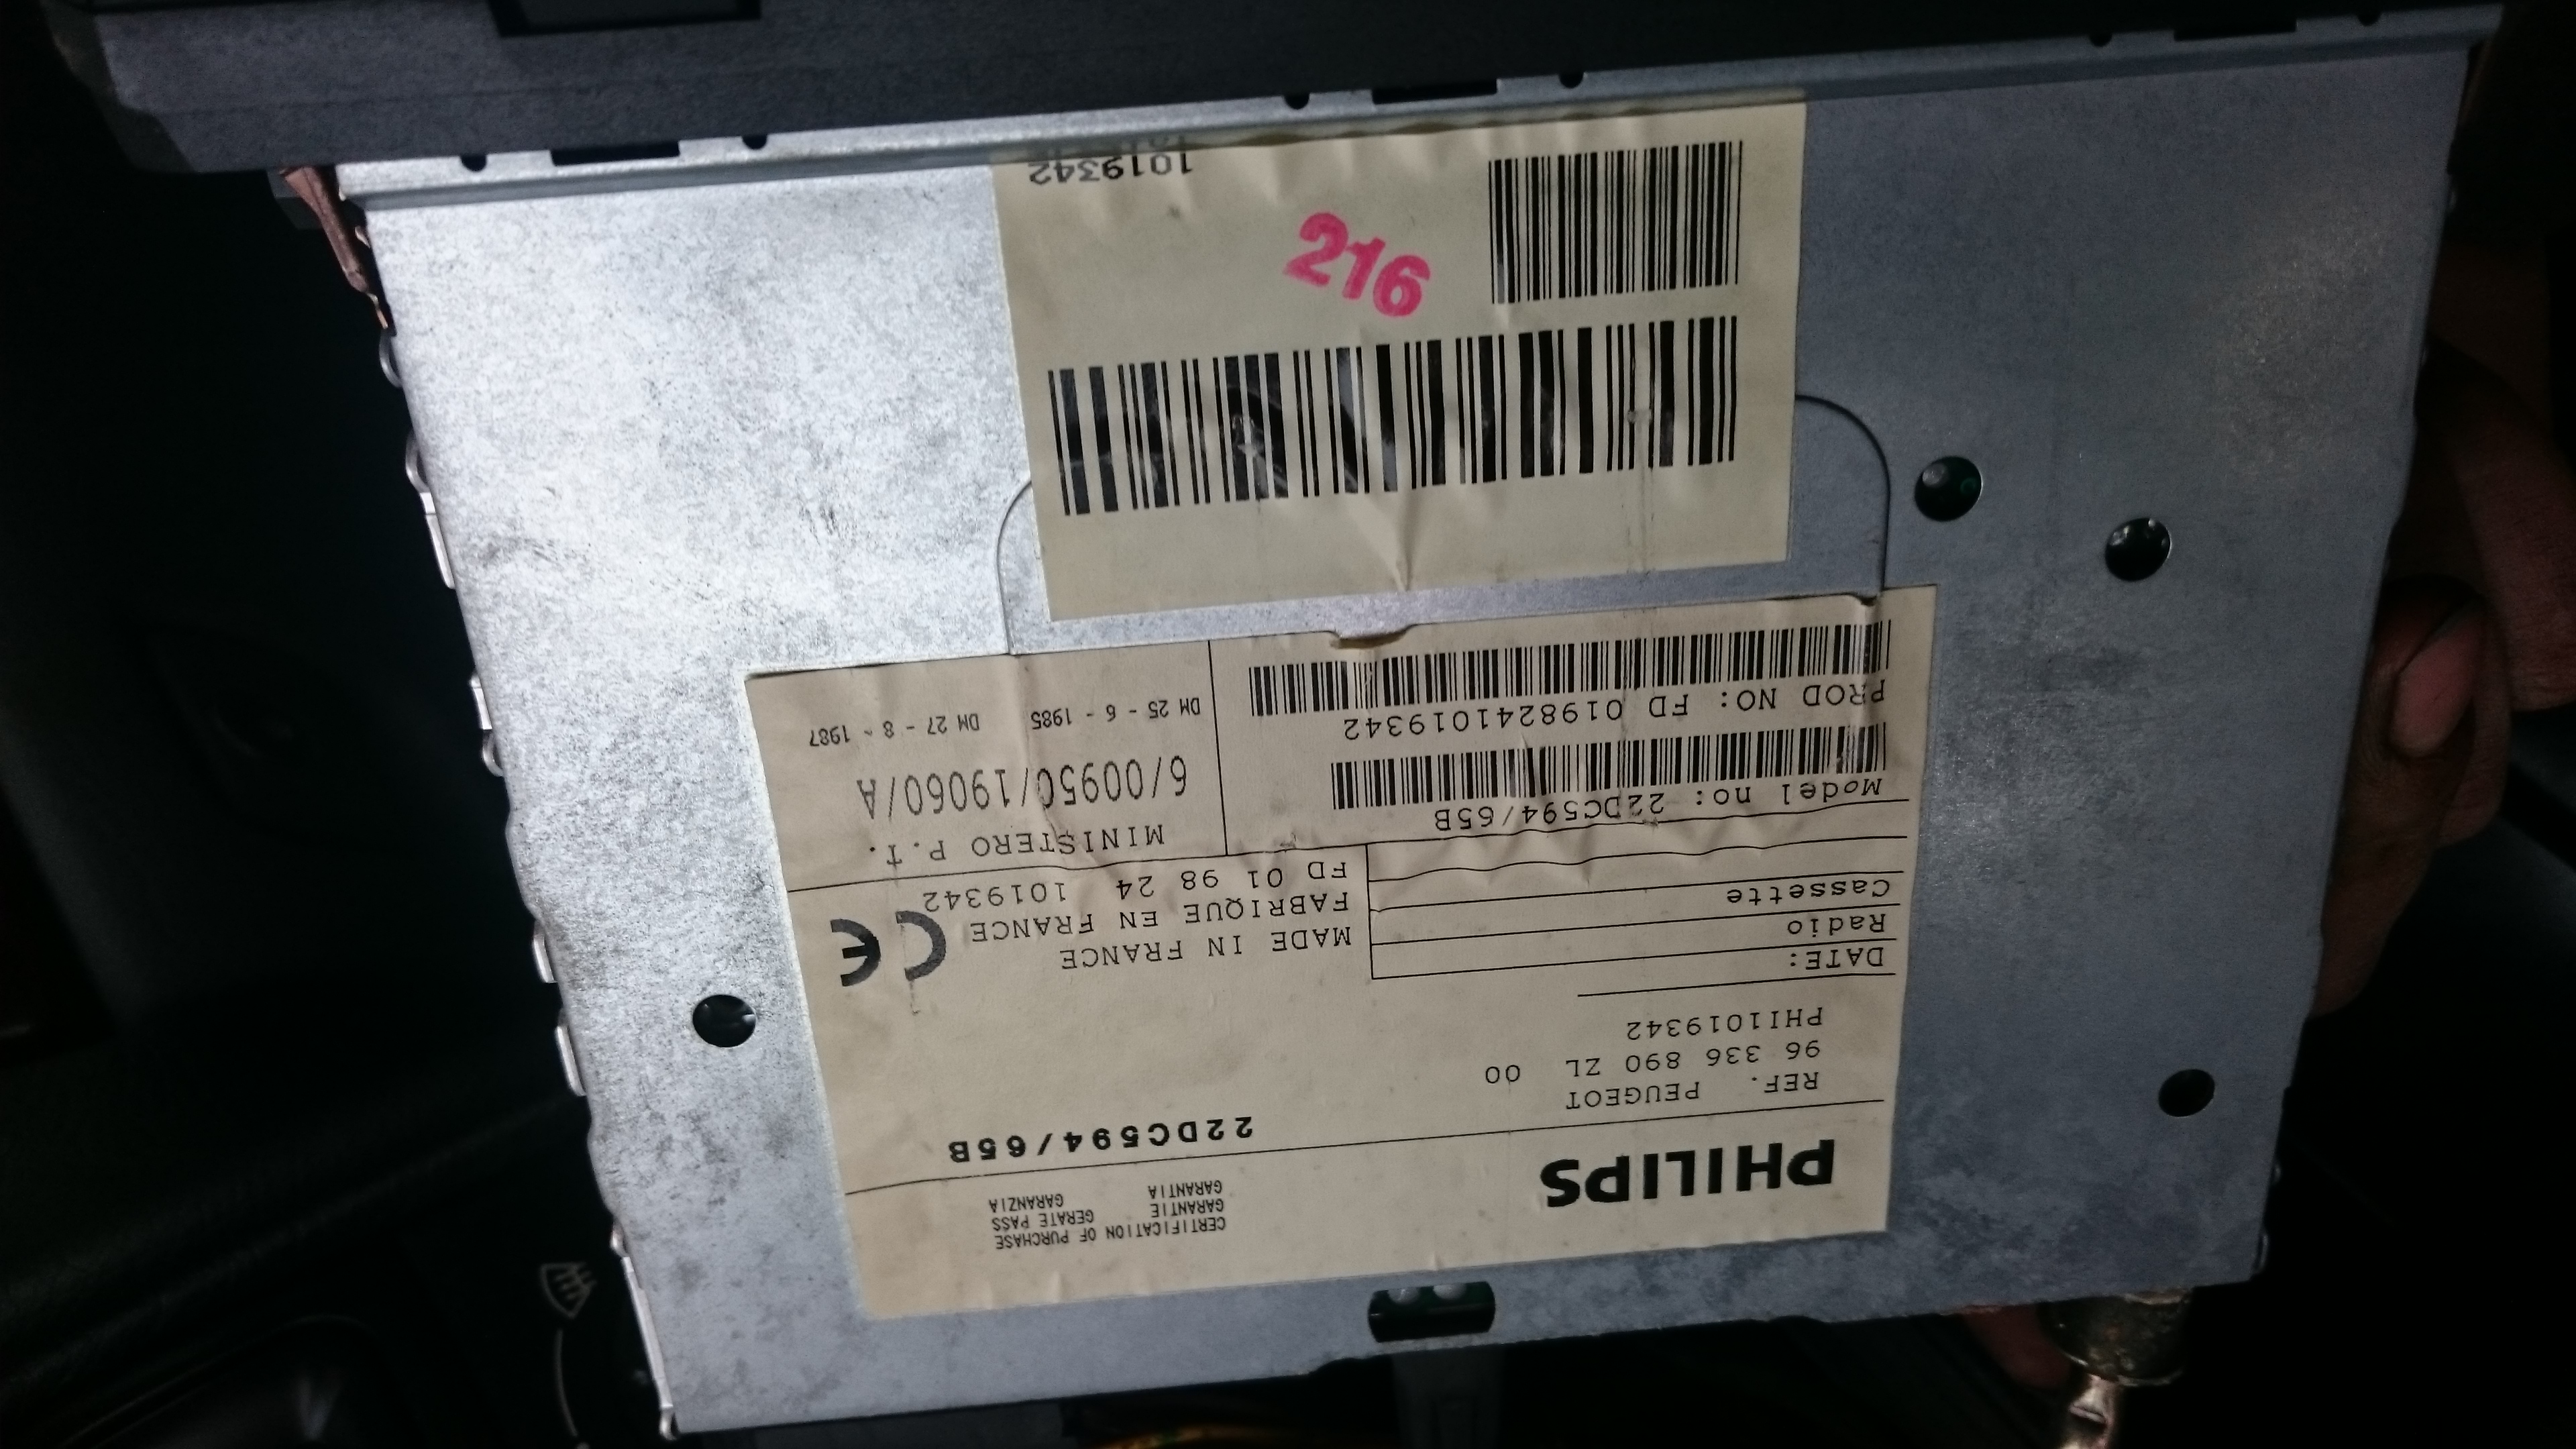 CERTIFICATION OF PURCHASE
GARANTIE GERATE PASS
GARANTIA GARANZIA
PHILIPS
22DC594/65B
REF. PEUGEOT
96 336 890 ZL 00
PHI1019342
DATE:
Radio
Cassette
MADE IN FRANCE
FABRIQUE EN FRANCE
FD 01 98 24 1019342
CE
Model no: 22DC594/65B
PROD NO: FD 0198241019342
MINISTERO P.T.
6/00950/19060/A
DM 25 - 6 - 1985 DM 27 - 8 - 1987
216
1019342